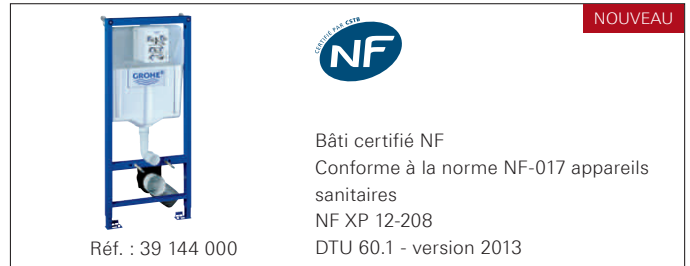 NOUVEAU
CERTIFIÉ PAR CSTB
NF
GROHE
Bâti certifié NF
Conforme à la norme NF-017 appareils
sanitaires
NF XP 12-208
DTU 60.1 - version 2013
Réf. : 39 144 000